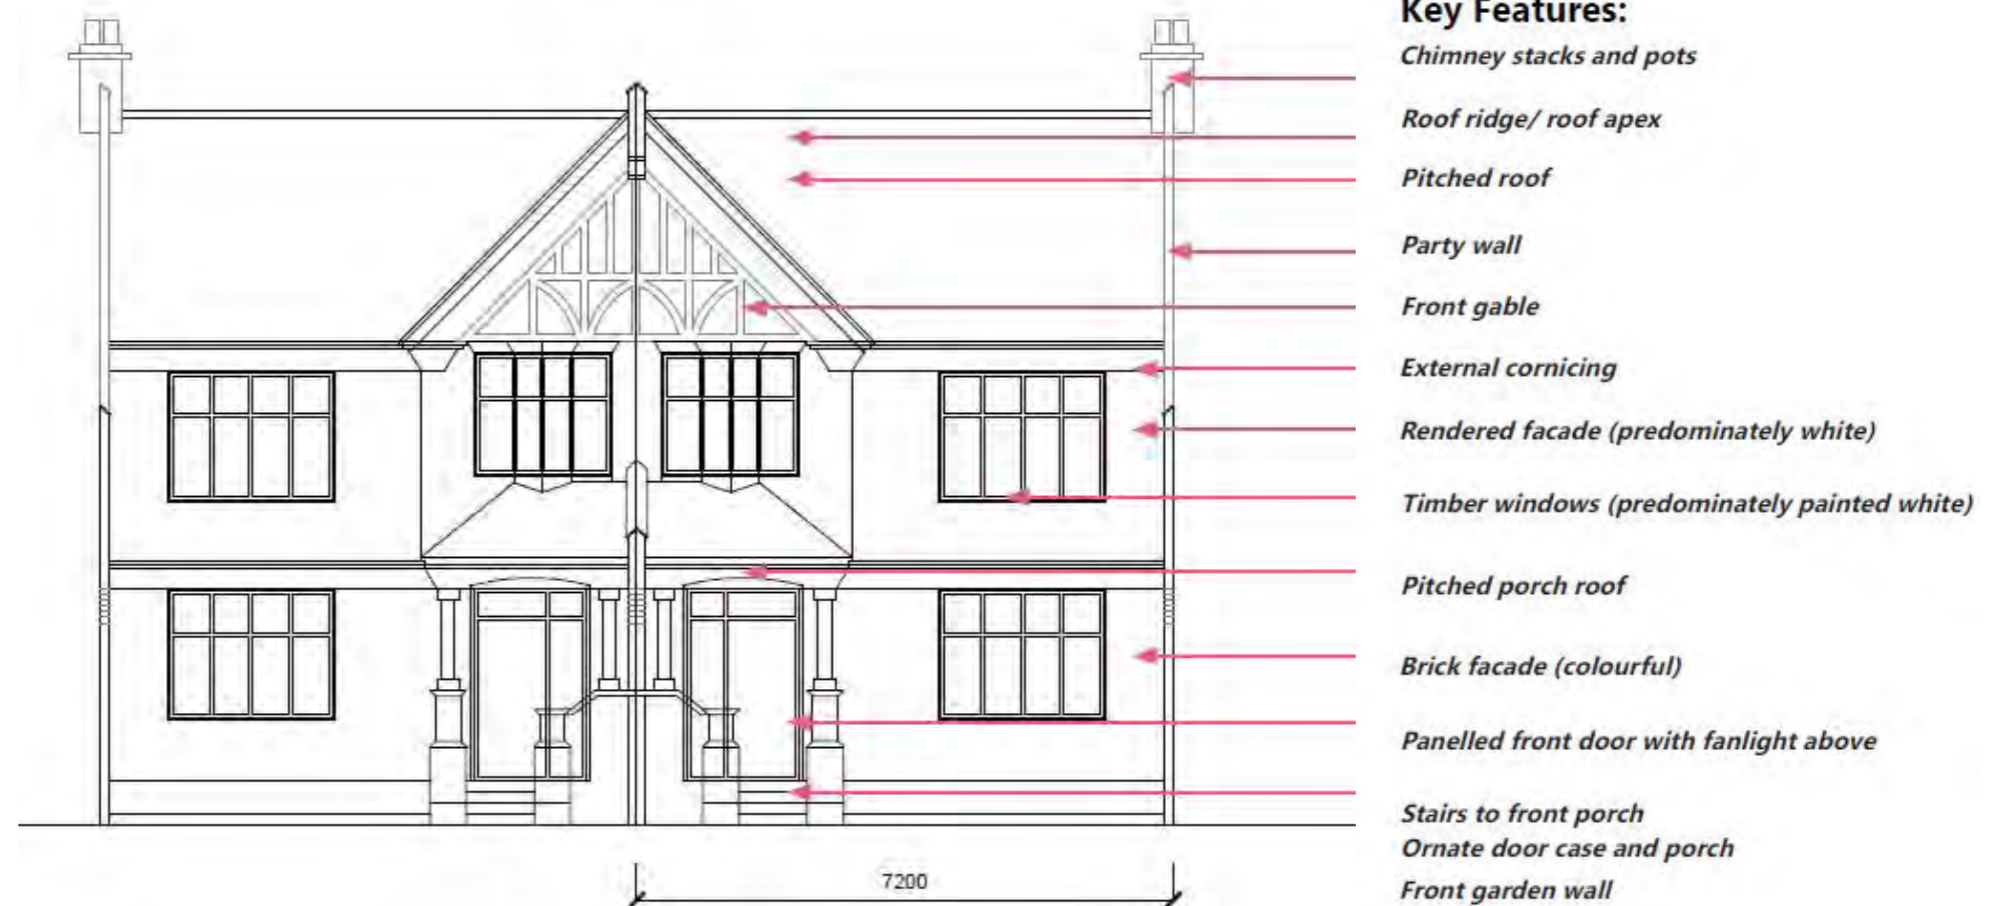 Key Features:
Chimney stacks and pots
Roof ridge/ roof apex
Pitched roof
Party wall
Front gable
External cornicing
Rendered facade (predominately white)
Timber windows (predominately painted white)
Pitched porch roof
Brick facade (colourful)
Panelled front door with fanlight above
Stairs to front porch
Ornate door case and porch
Front garden wall
7200